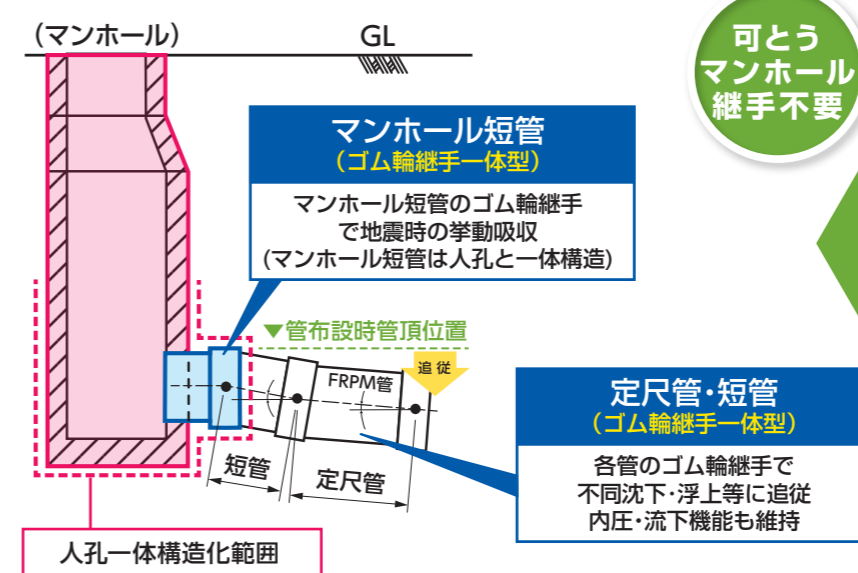 (マンホール)
GL
可とう
マンホール
継手不要
マンホール短管
(ゴム輪継手一体型)
マンホール短管のゴム輪継手
で地震時の挙動吸収
(マンホール短管は人孔と一体構造)
▼管布設時管頂位置
追従
FRPM管
短管
定尺管
定尺管・短管
(ゴム輪継手一体型)
各管のゴム輪継手で
不同沈下・浮上等に追従
内圧・流下機能も維持
人孔一体構造化範囲